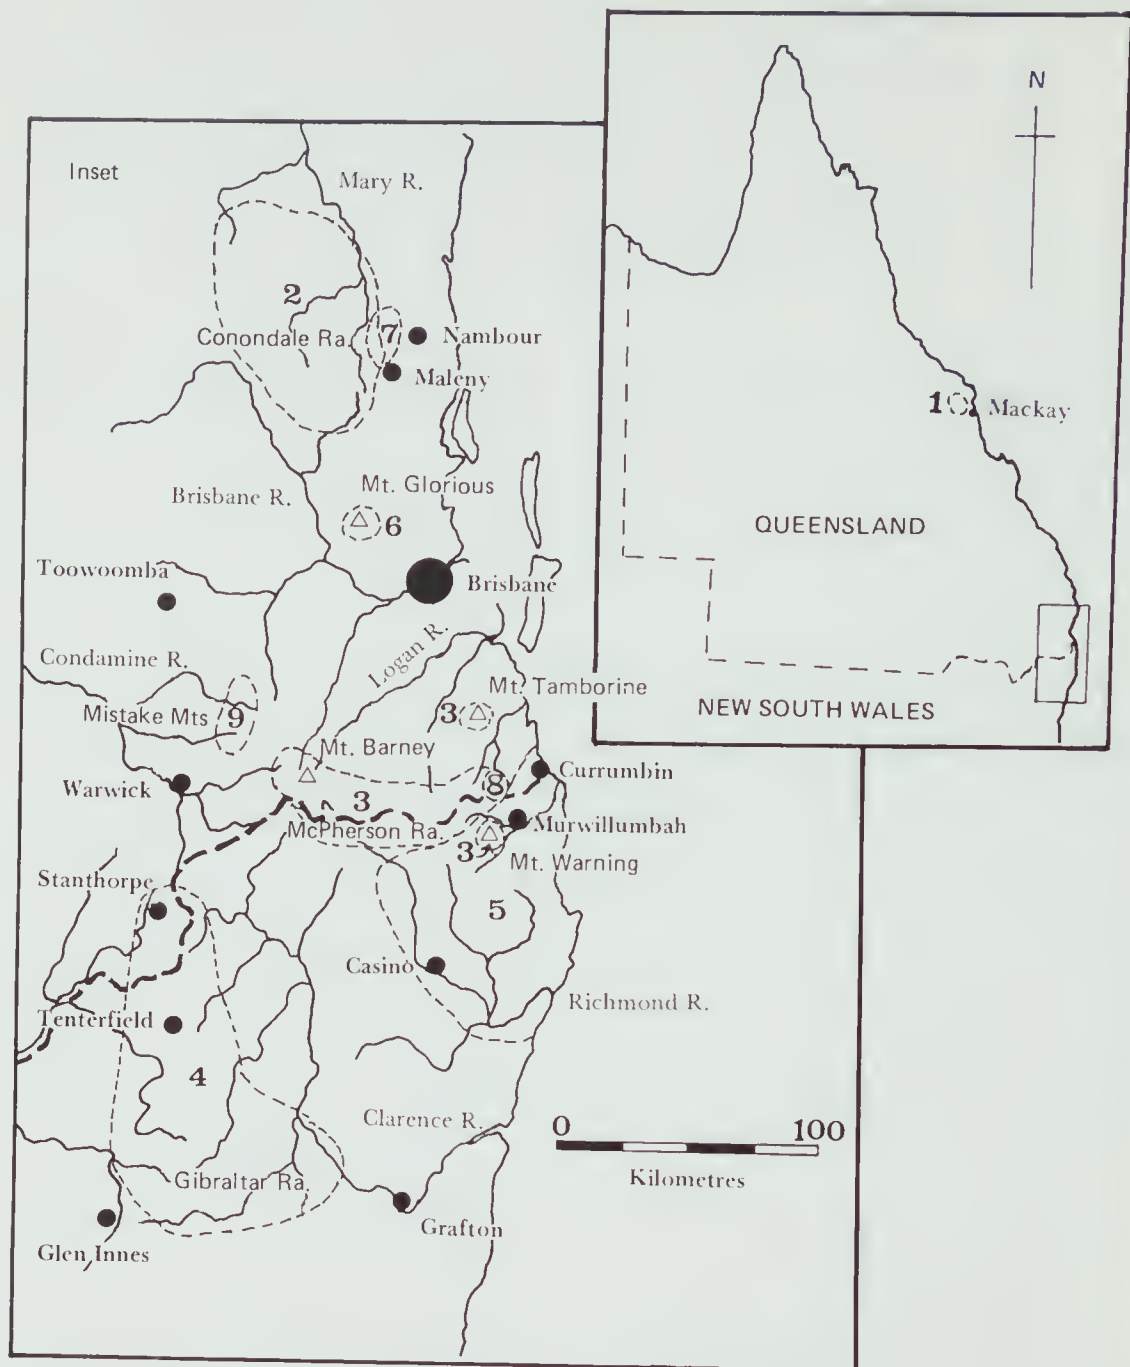 N
Inset
Mary R.
2
Conondale Ra.
7
Nambour
Maleny
1
Mackay
Brisbane R.
Mt. Glorious
6
QUEENSLAND
Toowoomba
Brisbane
Logan R.
Condamine R.
Mt. Tamborine
Mistake Mts
9
3
NEW SOUTH WALES
Mt. Barney
Warwick
3
8
Currumbin
McPherson Ra.
Murwillumbah
3
Mt. Warning
Stanthorpe
5
Casino
Richmond R.
Tenterfield
4
Clarence R.
0 100
Kilometres
Gibraltar Ra.
Grafton
Glen Innes